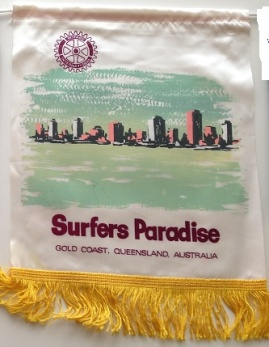 Surfers Paradise
GOLD COAST, QUEENSLAND, AUSTRALIA